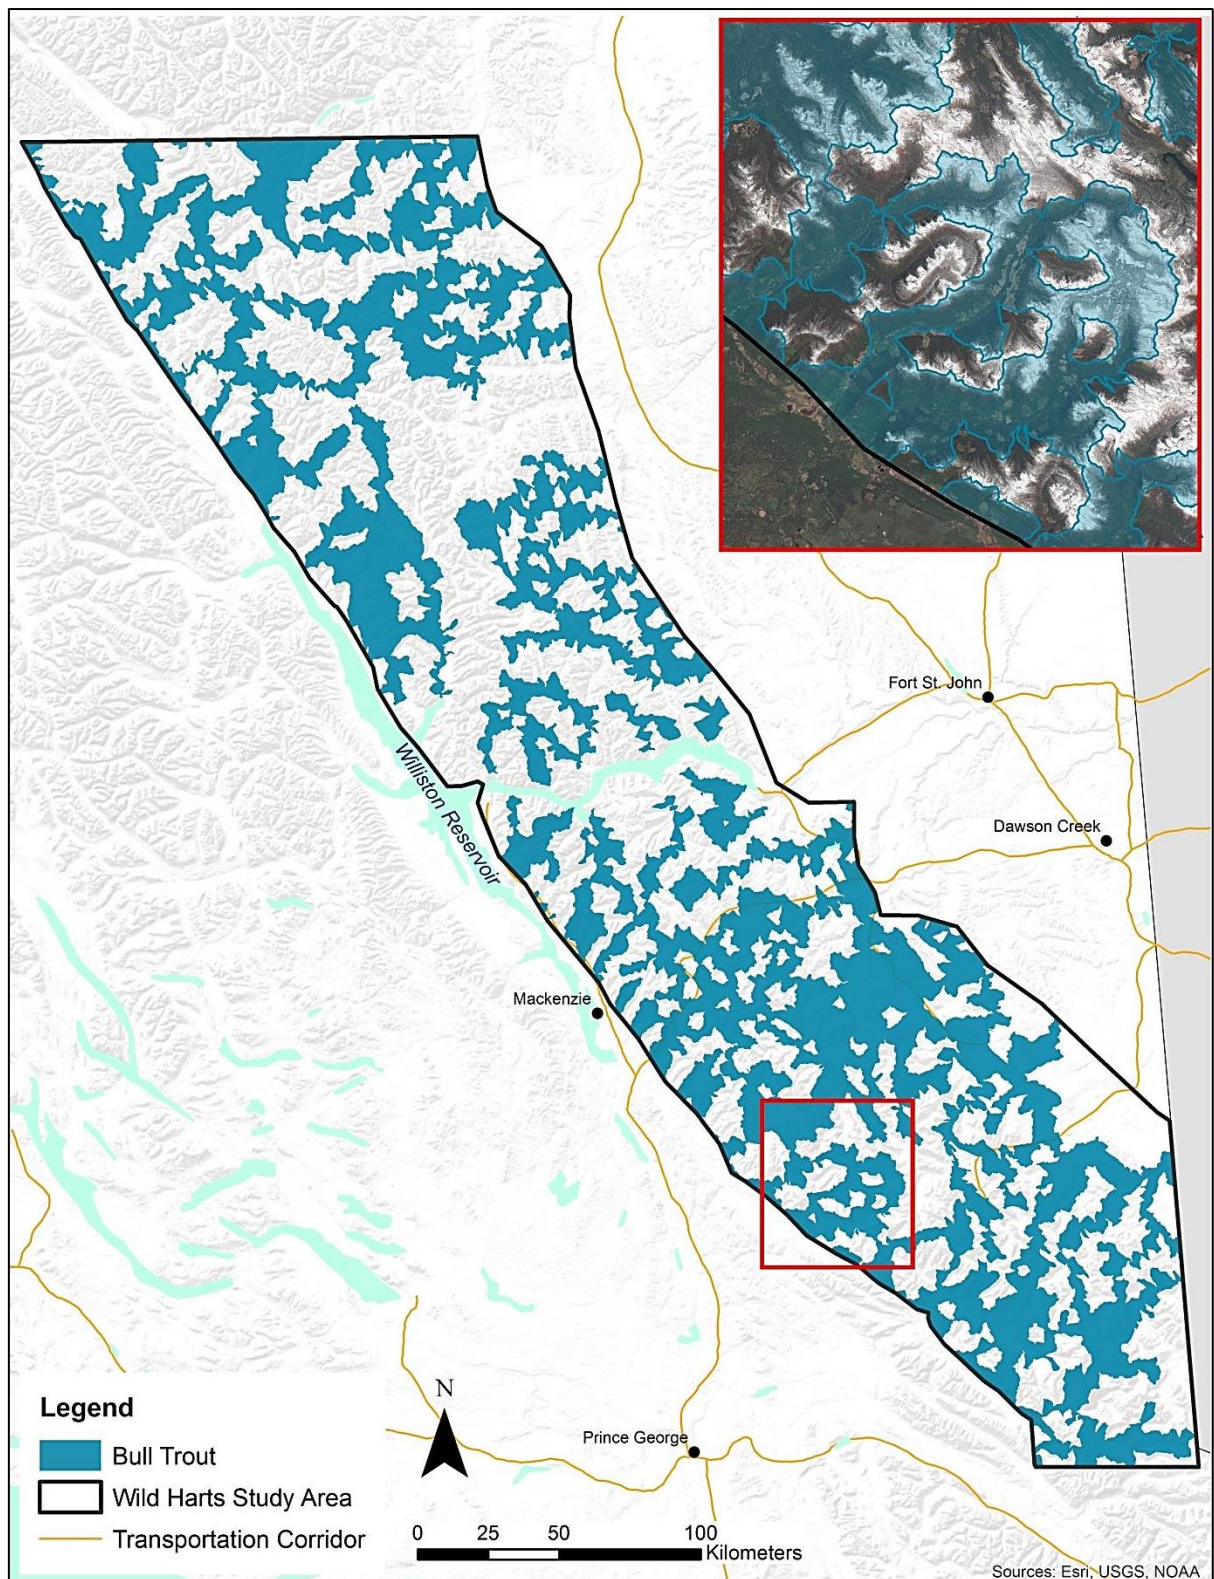 Fort St. John
Dawson Creek
Williston Reservoir
Mackenzie
Prince George
N
Legend
Bull Trout
Wild Harts Study Area
Transportation Corridor
0 25 50 100
Kilometers
Sources: Esri, USGS, NOAA